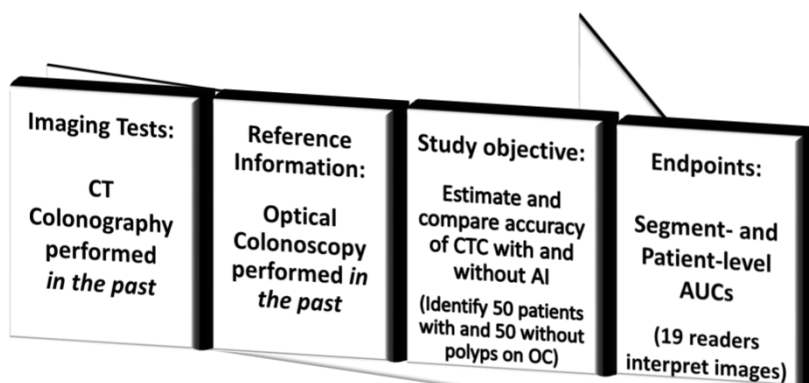 Imaging Tests:
CT
Colonography
performed
in the past
Reference
Information:
Optical
Colonoscopy
performed in
the past
Study objective:
Estimate and
compare accuracy
of CTC with and
without AI
(Identify 50 patients
with and 50 without
polyps on OC)
Endpoints:
Segment- and
Patient-level
AUCs
(19 readers
interpret images)